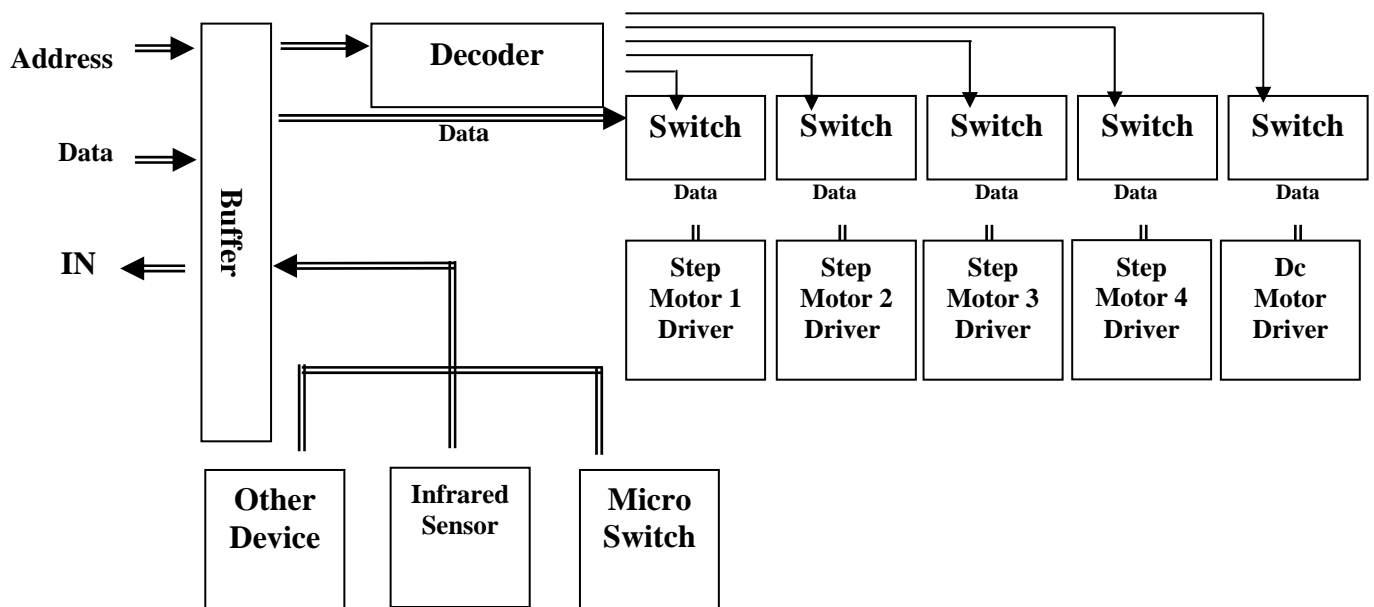 Address
Data
IN
Buffer
Decoder
Data
Switch
Switch
Switch
Switch
Switch
Data
Data
Data
Data
Data
Step
Motor 1
Driver
Step
Motor 2
Driver
Step
Motor 3
Driver
Step
Motor 4
Driver
Dc
Motor
Driver
Other
Device
Infrared
Sensor
Micro
Switch